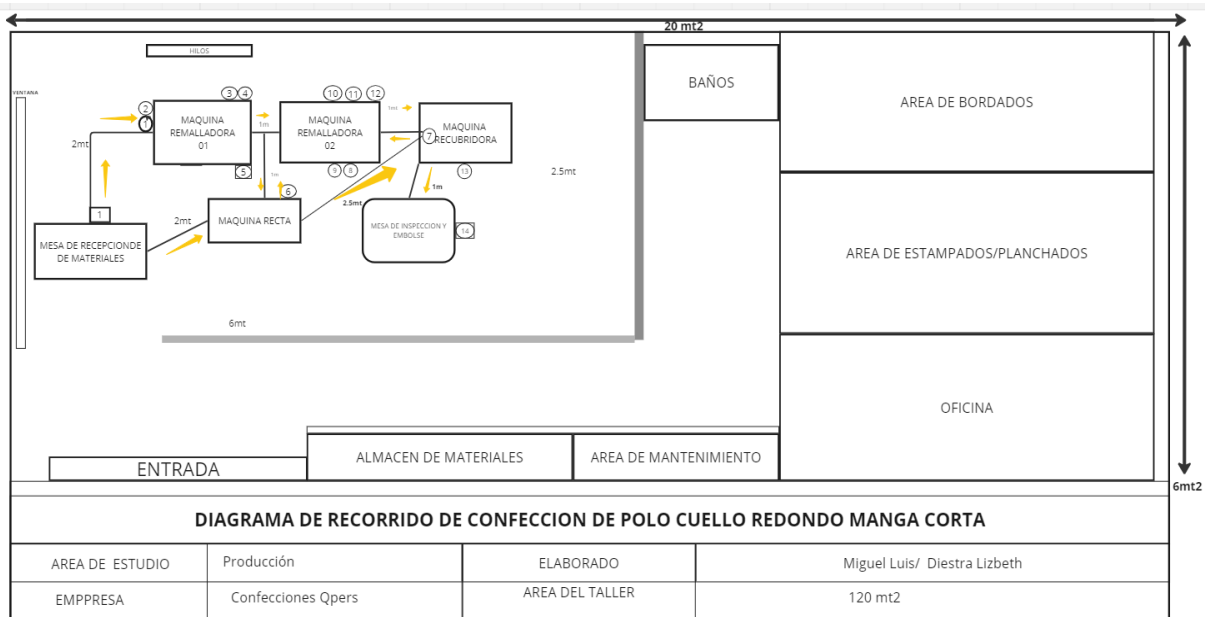 20 mt2
HILOS
BAÑOS
AREA DE BORDADOS
VENTANA
3
4
10
11
12
2
1
1mt
MAQUINA
REMALLADORA
01
1m
MAQUINA
REMALLADORA
02
MAQUINA
RECUBRIDORA
7
2mt
5
1m
9
8
13
2.5mt
6
1m
2.5mt
1
2mt
MAQUINA RECTA
MESA DE INSPECCION Y
EMBOLSE
14
MESA DE RECEPCIONDE
DE MATERIALES
AREA DE ESTAMPADOS/PLANCHADOS
6mt
OFICINA
ENTRADA
ALMACEN DE MATERIALES
AREA DE MANTENIMIENTO
6mt2
DIAGRAMA DE RECORRIDO DE CONFECCION DE POLO CUELLO REDONDO MANGA CORTA
AREA DE ESTUDIO
Producción
ELABORADO
Miguel Luis/ Diestra Lizbeth
EMPPRESA
Confecciones Qpers
AREA DEL TALLER
120 mt2